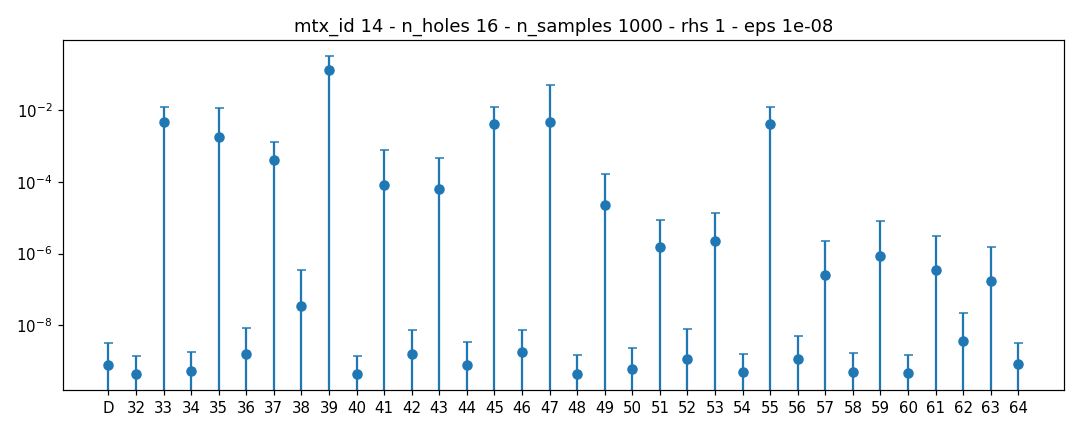 mtx_id 14 - n_holes 16 - n_samples 1000 - rhs 1 - eps 1e-08
10⁻²
10⁻⁴
10⁻⁶
10⁻⁸
D 32 33 34 35 36 37 38 39 40 41 42 43 44 45 46 47 48 49 50 51 52 53 54 55 56 57 58 59 60 61 62 63 64